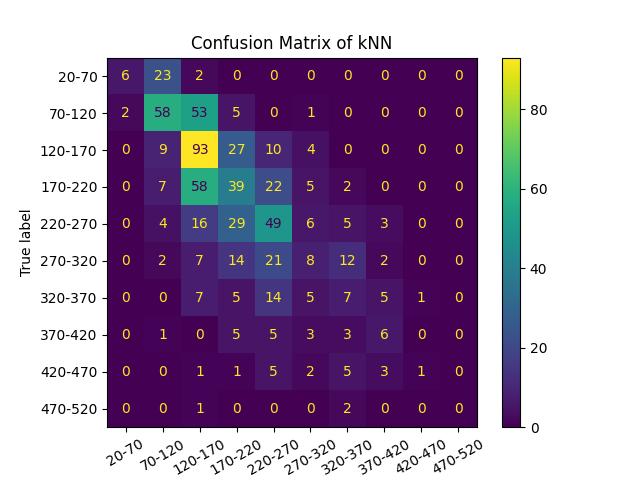 Confusion Matrix of kNN
20-70 6 23 2 0 0 0 0 0 0 0
70-120 2 58 53 5 0 1 0 0 0 0
120-170 0 9 93 27 10 4 0 0 0 0
170-220 0 7 58 39 22 5 2 0 0 0
220-270 0 4 16 29 49 6 5 3 0 0
270-320 0 2 7 14 21 8 12 2 0 0
320-370 0 0 7 5 14 5 7 5 1 0
370-420 0 1 0 5 5 3 3 6 0 0
420-470 0 0 1 1 5 2 5 3 1 0
470-520 0 0 1 0 0 0 2 0 0 0
True label
20-70 70-120 120-170 170-220 220-270 270-320 320-370 370-420 420-470 470-520
80
60
40
20
0